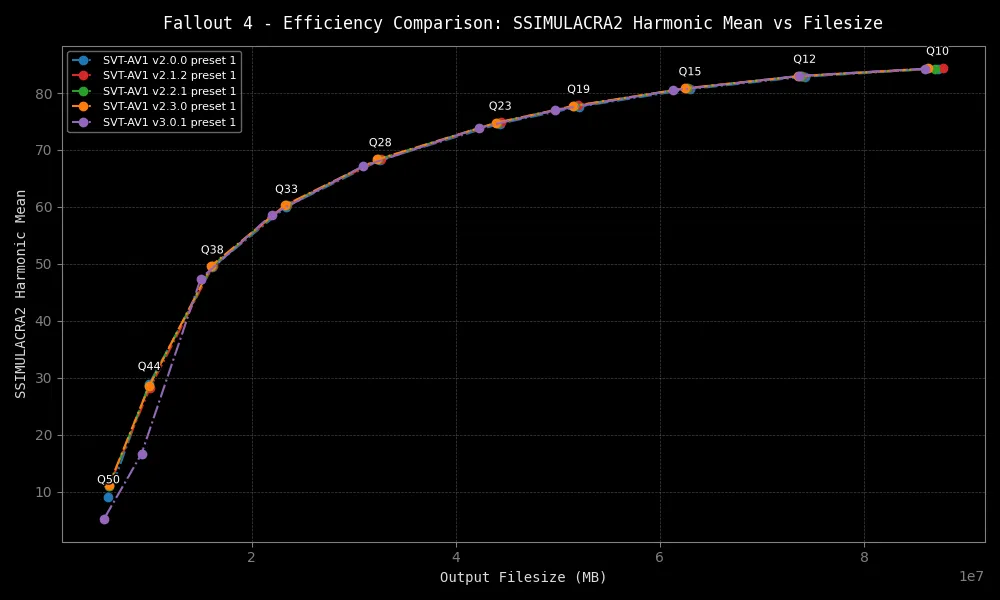 Fallout 4 - Efficiency Comparison: SSIMULACRA2 Harmonic Mean vs Filesize
SVT-AV1 v2.0.0 preset 1
SVT-AV1 v2.1.2 preset 1
SVT-AV1 v2.2.1 preset 1
SVT-AV1 v2.3.0 preset 1
SVT-AV1 v3.0.1 preset 1
Q10
Q12
Q15
Q19
Q23
Q28
Q33
Q38
Q44
Q50
80
70
60
50
40
30
20
10
SSIMULACRA2 Harmonic Mean
2
4
6
8
1e7
Output Filesize (MB)